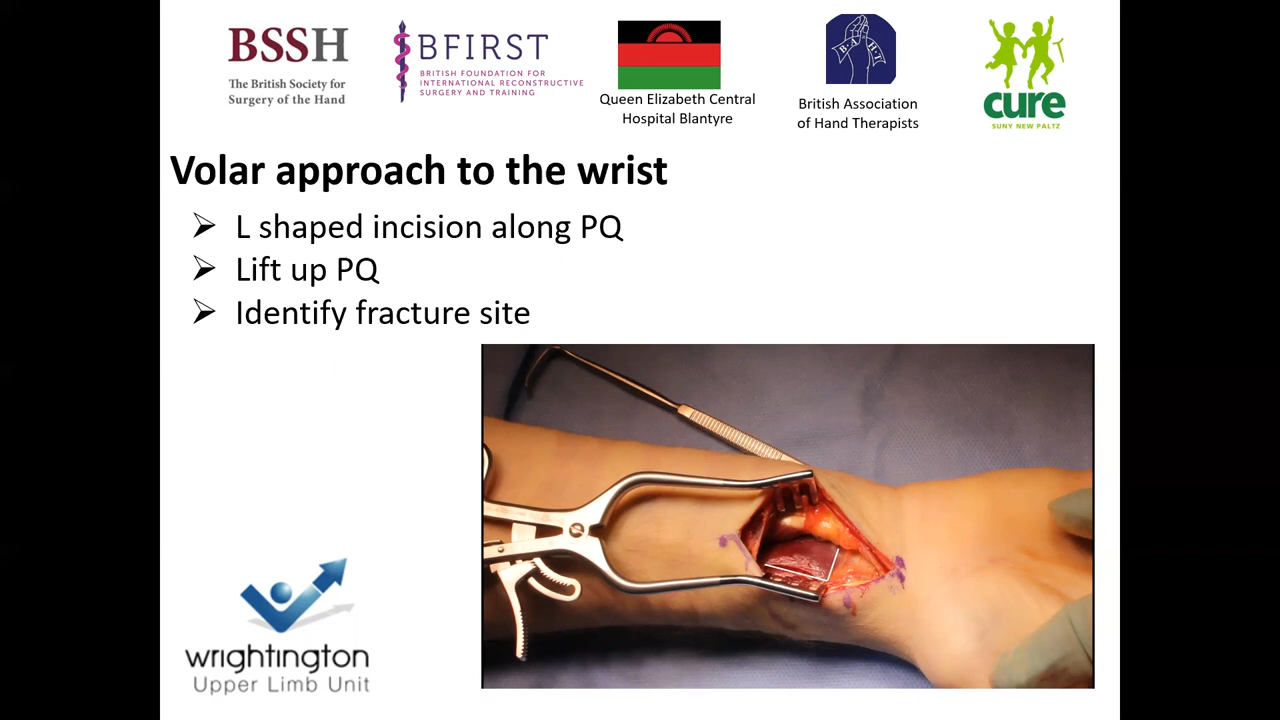 BSSH
The British Society for
Surgery of the Hand
BFIRST
BRITISH FOUNDATION FOR
INTERNATIONAL RECONSTRUCTIVE
SURGERY AND TRAINING
Queen Elizabeth Central
Hospital Blantyre
B·A·H·T
British Association
of Hand Therapists
cure
SUNY NEW PALTZ
Volar approach to the wrist
L shaped incision along PQ
Lift up PQ
Identify fracture site
wrightington
Upper Limb Unit